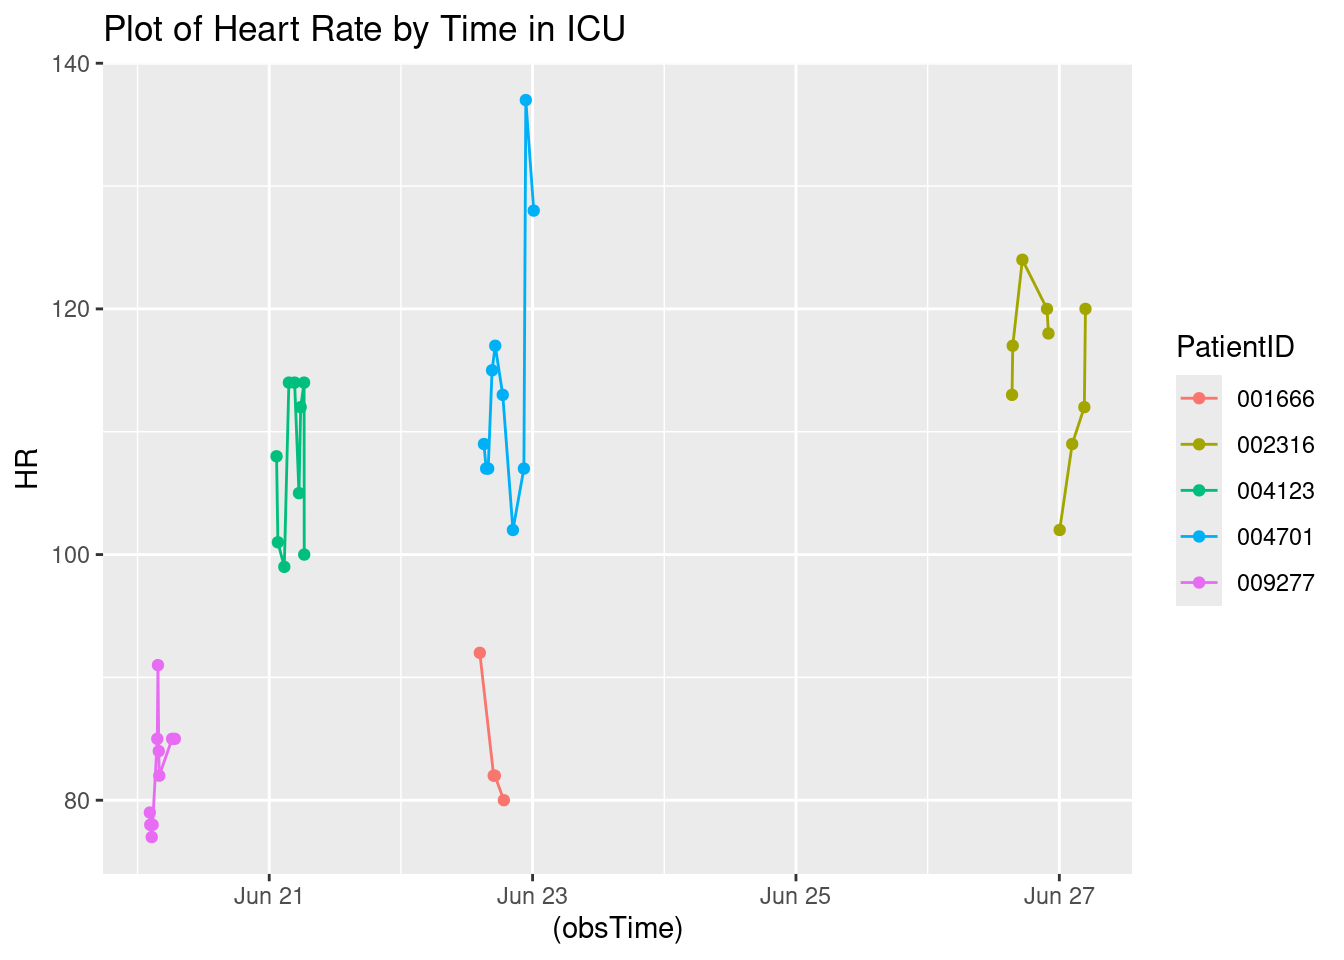 Plot of Heart Rate by Time in ICU
140
120
100
80
HR
Jun 21
Jun 23
Jun 25
Jun 27
(obsTime)
PatientID
001666
002316
004123
004701
009277